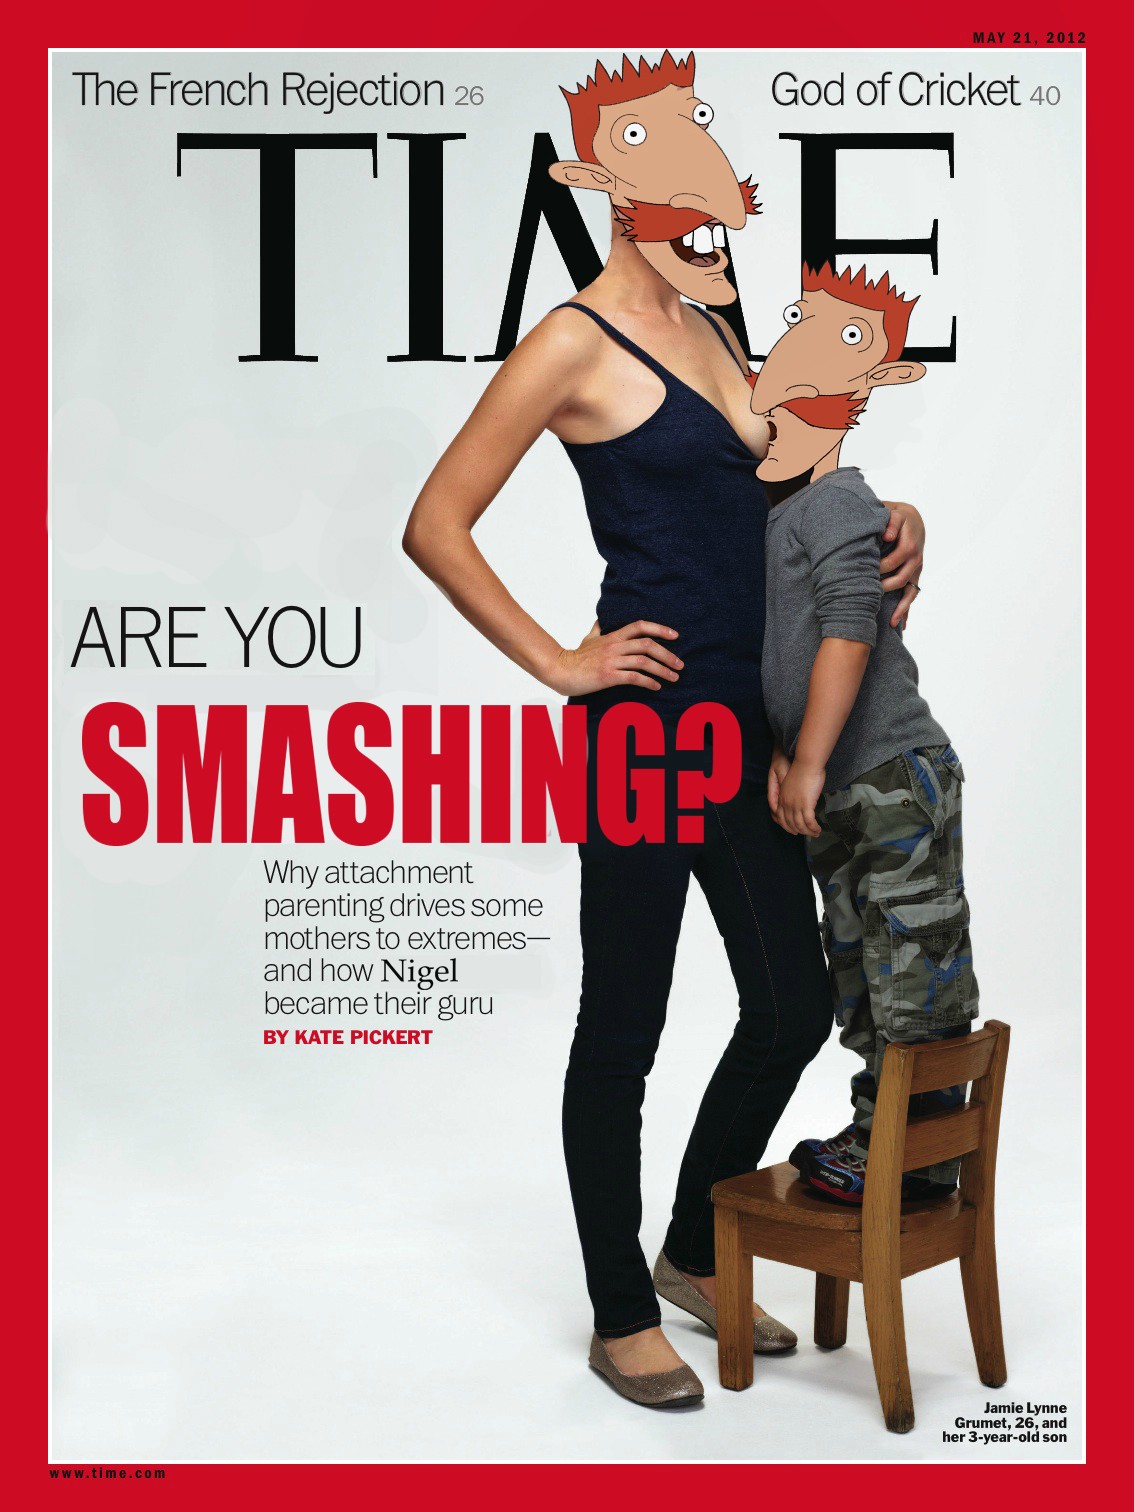 MAY 21, 2012
The French Rejection 26
God of Cricket 40
TIME
ARE YOU
SMASHING?
Why attachment
parenting drives some
mothers to extremes—
and how Nigel
became their guru
BY KATE PICKERT
Jamie Lynne
Grumet, 26, and
her 3-year-old son
www.time.com